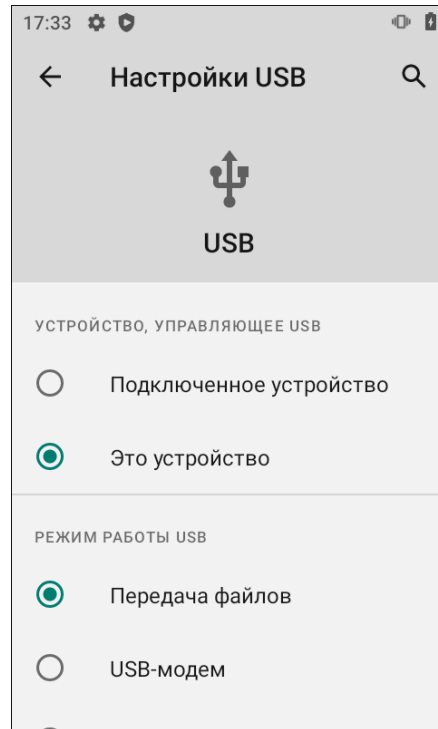 17:33
Настройки USB
USB
УСТРОЙСТВО, УПРАВЛЯЮЩЕЕ USB
Подключенное устройство
Это устройство
РЕЖИМ РАБОТЫ USB
Передача файлов
USB-модем